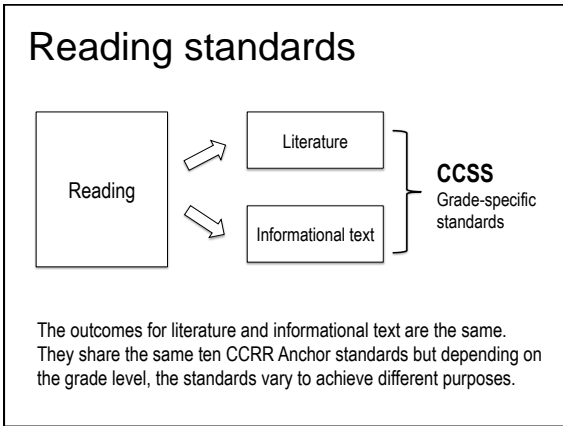 Reading standards
Reading
Literature
Informational text
CCSS
Grade-specific
standards
The outcomes for literature and informational text are the same.
They share the same ten CCRR Anchor standards but depending on
the grade level, the standards vary to achieve different purposes.